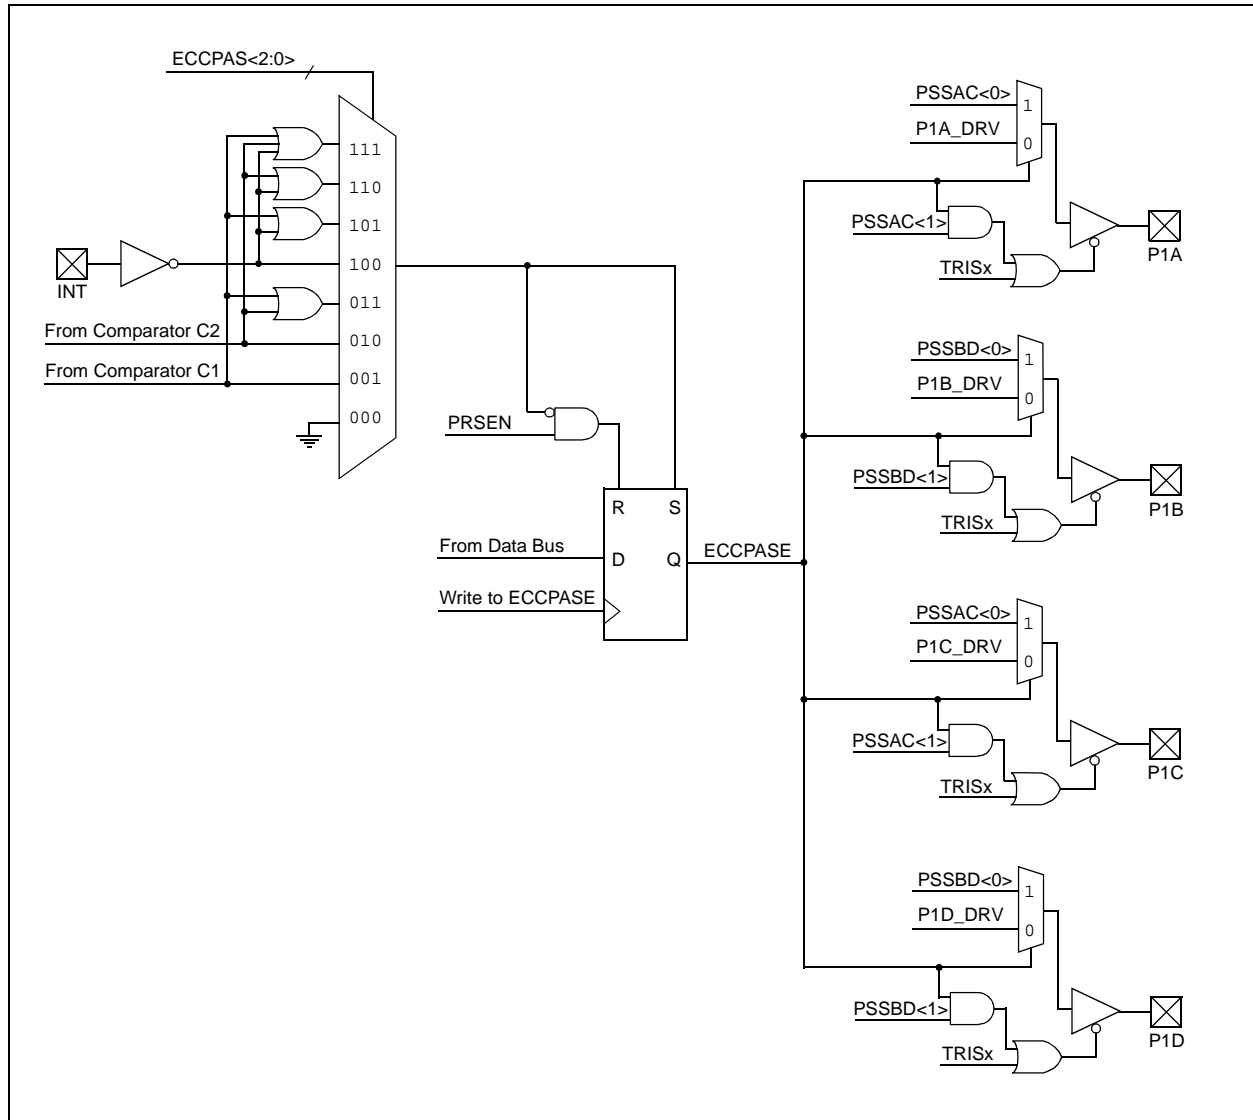 ECCPAS<2:0>
111
110
101
100
011
010
001
000
INT
From Comparator C2
From Comparator C1
PRSEN
R S
From Data Bus
D Q
ECCPASE
Write to ECCPASE
PSSAC<0>
1
P1A_DRV
0
PSSAC<1>
TRISx
P1A
PSSBD<0>
1
P1B_DRV
0
PSSBD<1>
TRISx
P1B
PSSAC<0>
1
P1C_DRV
0
PSSAC<1>
TRISx
P1C
PSSBD<0>
1
P1D_DRV
0
PSSBD<1>
TRISx
P1D